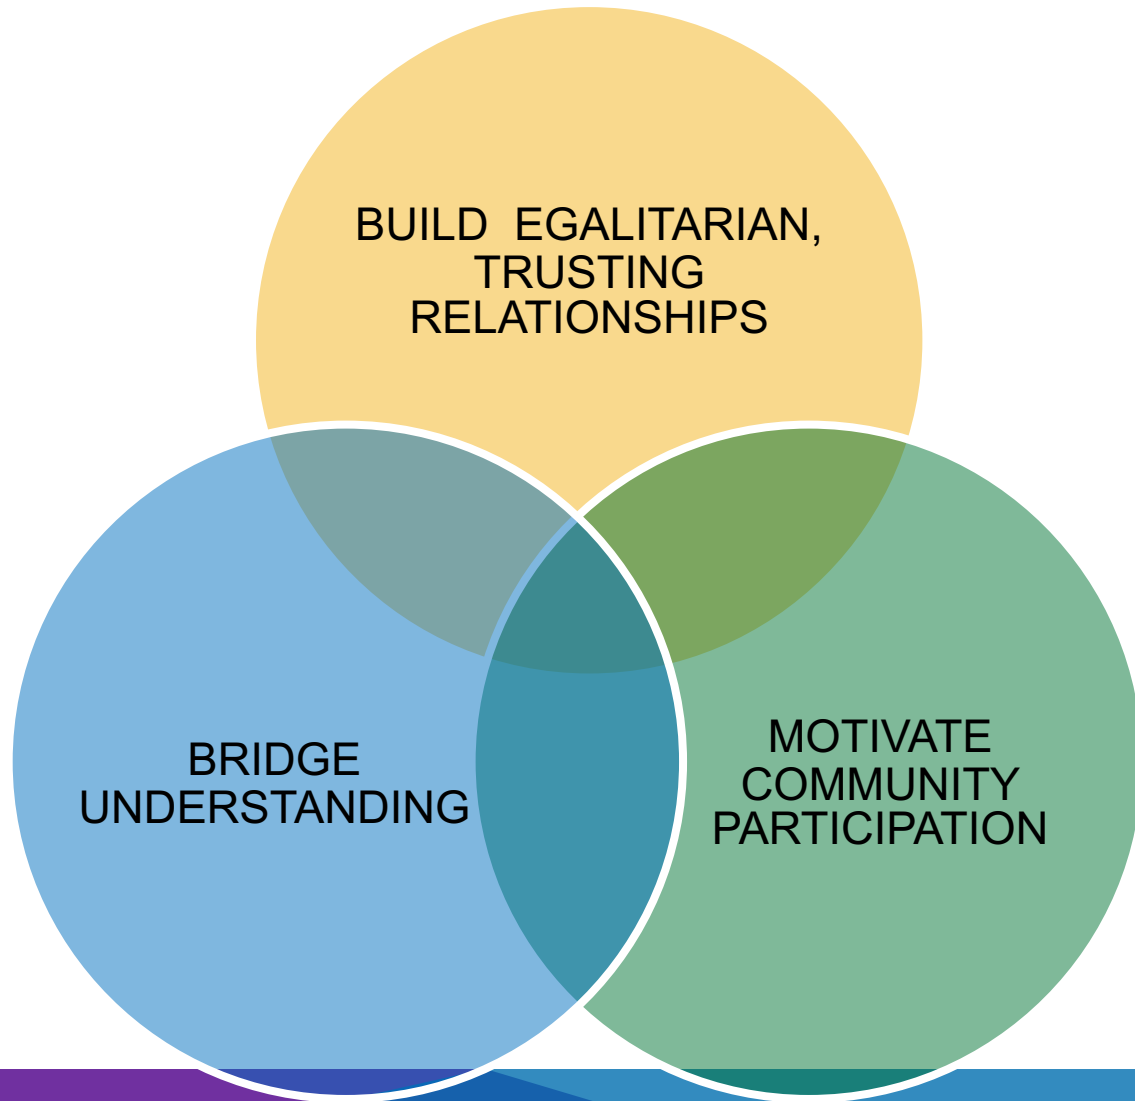 BUILD  EGALITARIAN,
TRUSTING
RELATIONSHIPS
BRIDGE
UNDERSTANDING
MOTIVATE
COMMUNITY
PARTICIPATION